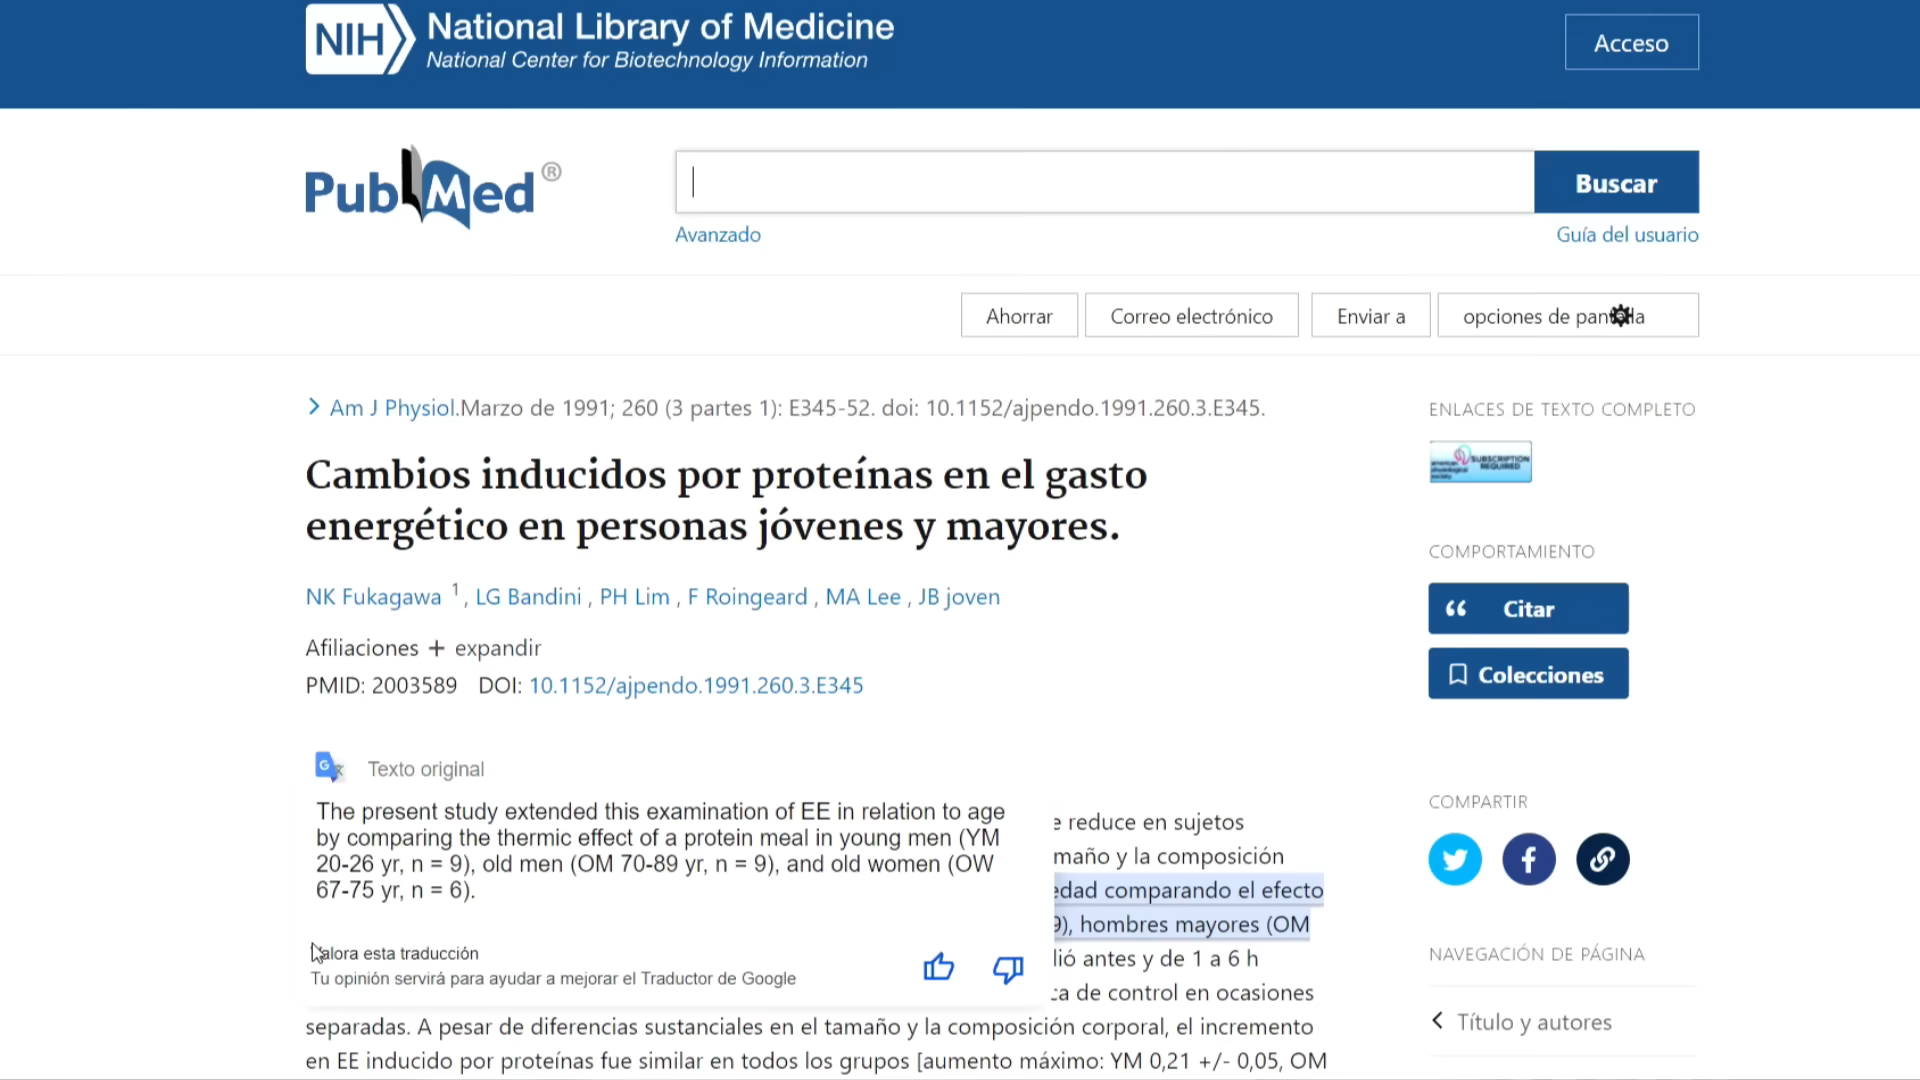 NIH National Library of Medicine
National Center for Biotechnology Information
Acceso
PubMed®
Buscar
Avanzado
Guía del usuario
Ahorrar
Correo electrónico
Enviar a
opciones de pantalla
Am J Physiol.Marzo de 1991; 260 (3 partes 1): E345-52. doi: 10.1152/ajpendo.1991.260.3.E345.
Cambios inducidos por proteínas en el gasto
energético en personas jóvenes y mayores.
NK Fukagawa 1 , LG Bandini , PH Lim , F Roingeard , MA Lee , JB joven
Afiliaciones + expandir
PMID: 2003589 DOI: 10.1152/ajpendo.1991.260.3.E345
Texto original
The present study extended this examination of EE in relation to age
by comparing the thermic effect of a protein meal in young men (YM
20-26 yr, n = 9), old men (OM 70-89 yr, n = 9), and old women (OW
67-75 yr, n = 6).
Valora esta traducción
Tu opinión servirá para ayudar a mejorar el Traductor de Google
e reduce en sujetos
maño y la composición
edad comparando el efecto
9), hombres mayores (OM
lió antes y de 1 a 6 h
ta de control en ocasiones
separadas. A pesar de diferencias sustanciales en el tamaño y la composición corporal, el incremento
en EE inducido por proteínas fue similar en todos los grupos [aumento máximo: YM 0,21 +/- 0,05, OM
ENLACES DE TEXTO COMPLETO
american physiological society
SUBSCRIPTION
REQUIRED
COMPORTAMIENTO
Citar
Colecciones
COMPARTIR
NAVEGACIÓN DE PÁGINA
Título y autores